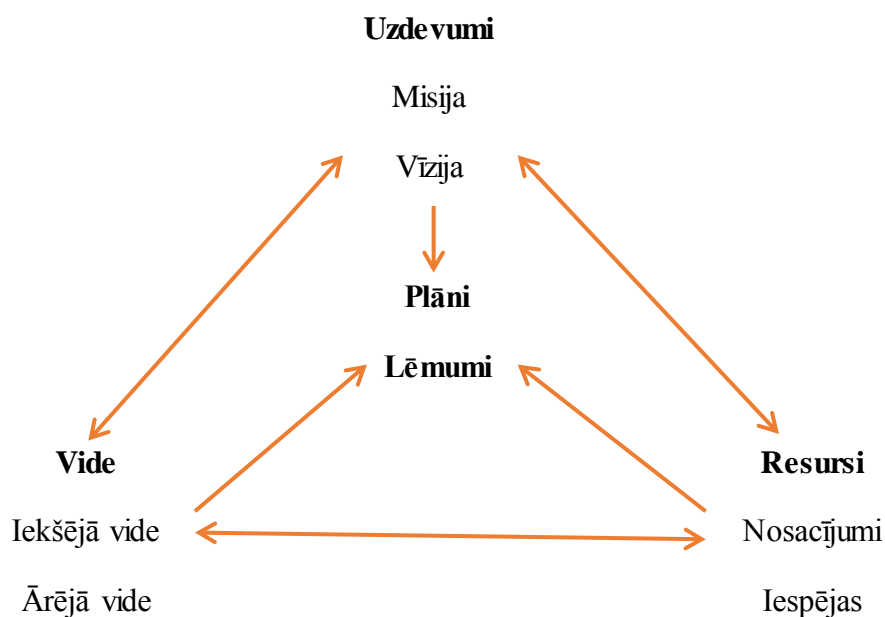 Uzdevumi
Misija
Vīzija
Plāni
Lēmumi
Vide
Iekšējā vide
Ārējā vide
Resursi
Nosacījumi
Iespējas